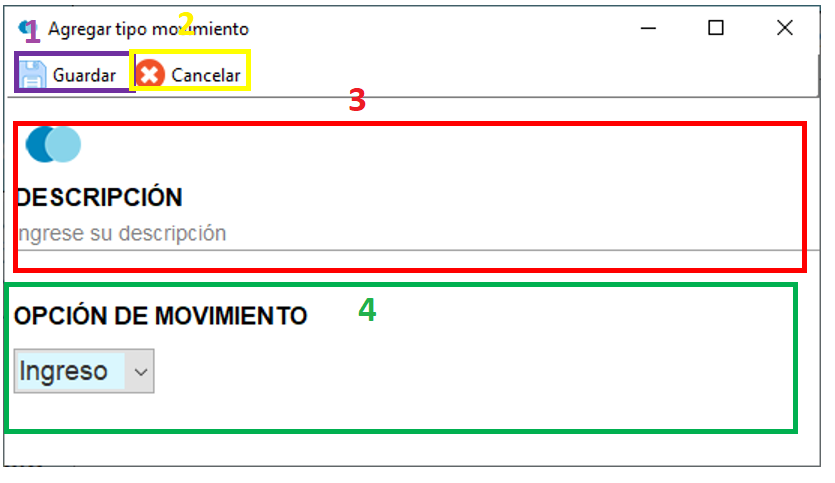 1 Agregar tipo movimiento 2
Guardar Cancelar
3
DESCRIPCIÓN
Ingrese su descripción
4
OPCIÓN DE MOVIMIENTO
Ingreso